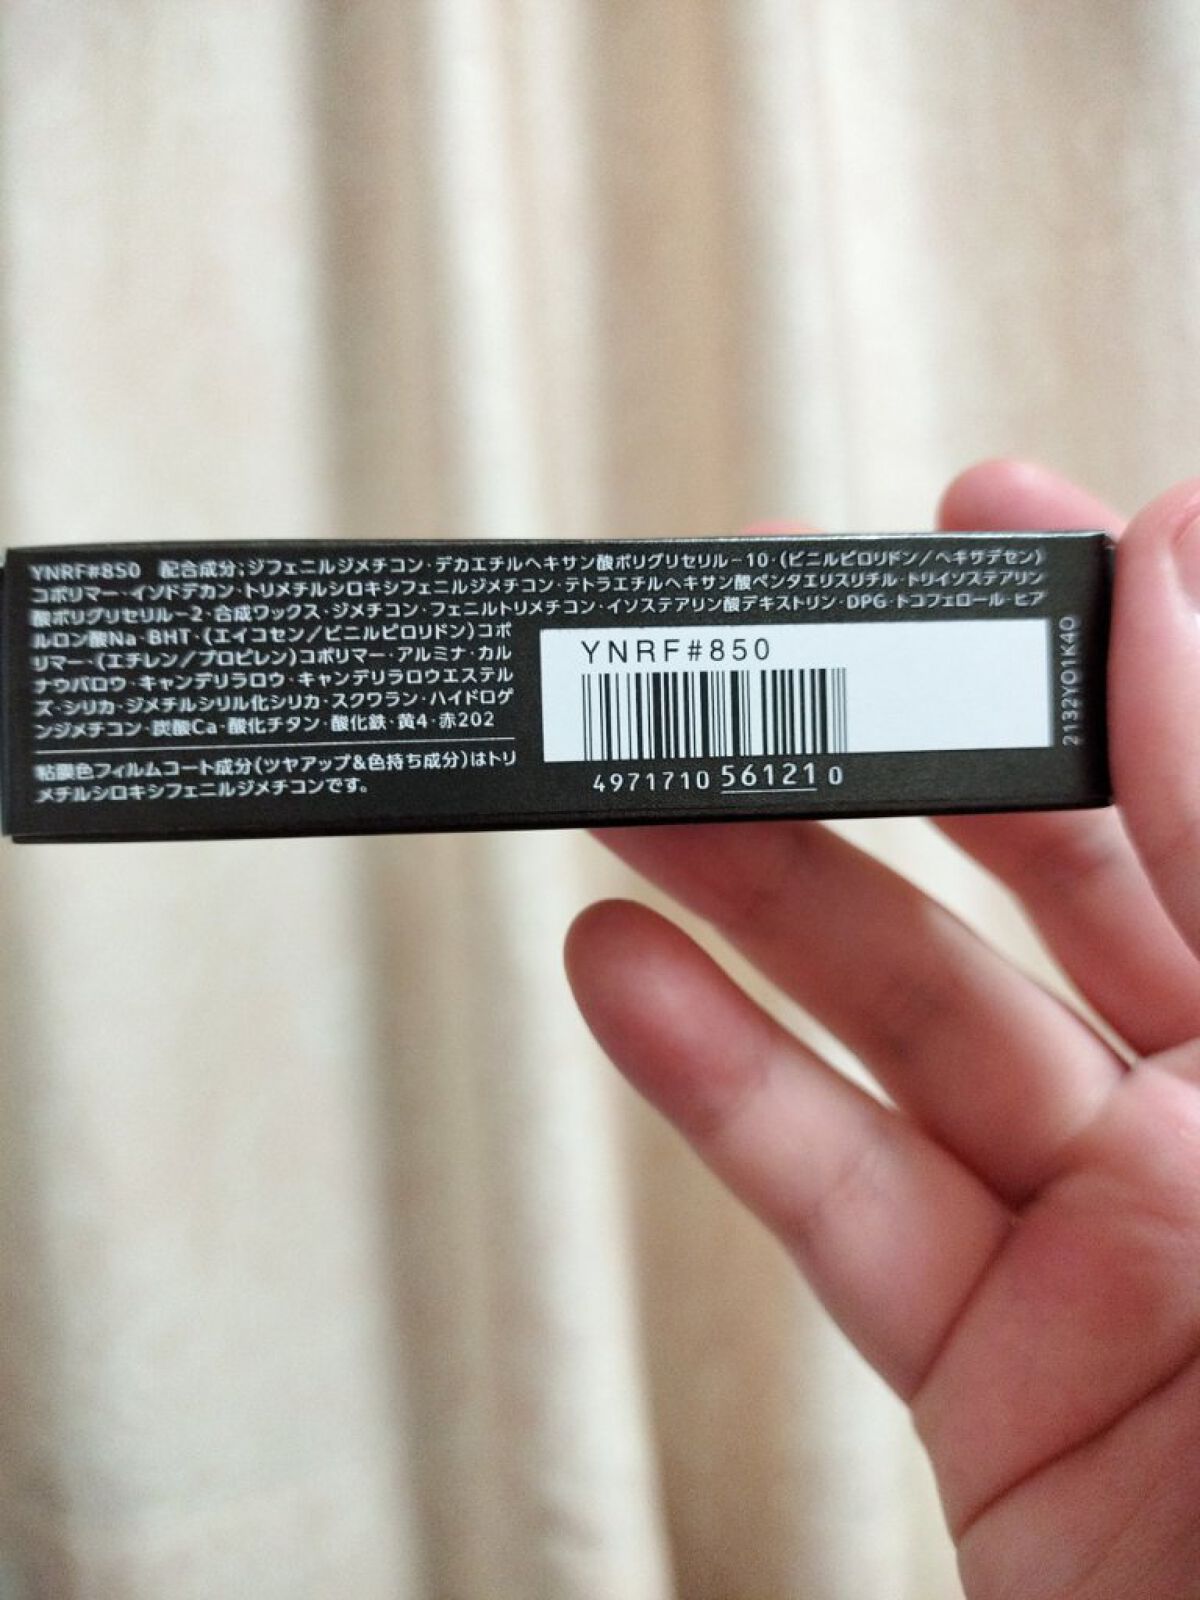 YNRF#850 配合成分;ジフェニルジメチコン・デカエチルヘキサン酸ポリグリセリル-10・(ビニルピロリドン/ヘキサデセン)
コポリマー・イソドデカン・トリメチルシロキシフェニルジメチコン・テトラエチルヘキサン酸ペンタエリスリチル・トリイソステアリン
酸ポリグリセリル-2・合成ワックス・ジメチコン・フェニルトリメチコン・イソステアリン酸デキストリン・DPG・トコフェロール・ヒア
ルロン酸Na・BHT・(エイコセン/ビニルピロリドン)コポ
リマー・(エチレン/プロピレン)コポリマー・アルミナ・カル
ナウバロウ・キャンデリラロウ・キャンデリラロウエステル
ズ・シリカ・ジメチルシリル化シリカ・スクワラン・ハイドロゲ
ンジメチコン・炭酸Ca・酸化チタン・酸化鉄・黄4・赤202
粘膜色フィルムコート成分(ツヤアップ&色持ち成分)はトリ
メチルシロキシフェニルジメチコンです。
YNRF#850
4971710 561210
2132Y01K40